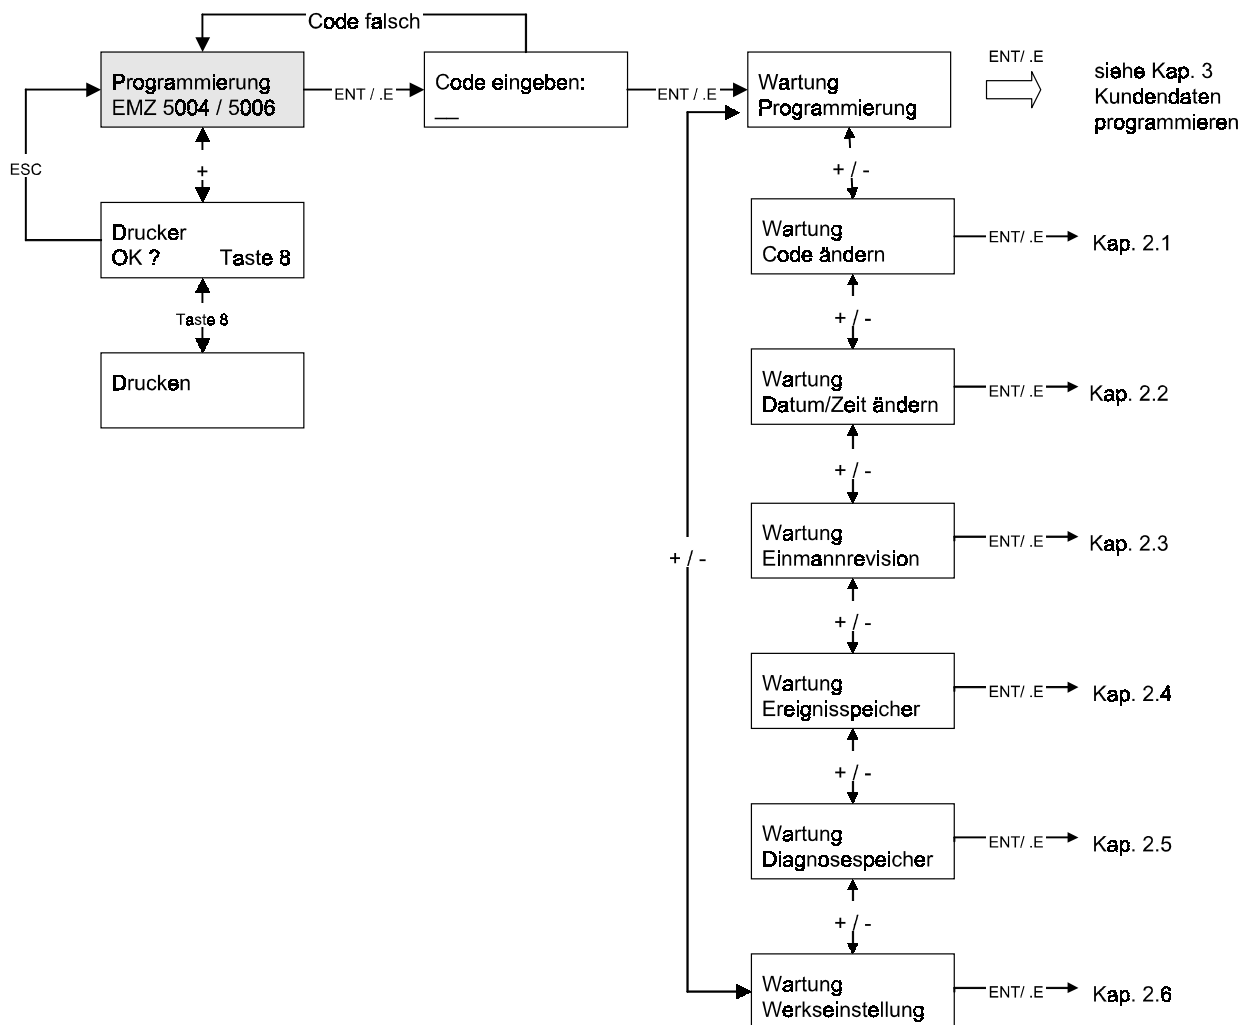 Code falsch
Programmierung
EMZ 5004 / 5006
ENT / .E
Code eingeben:
__
ENT / .E
Wartung
Programmierung
ENT/ .E
siehe Kap. 3
Kundendaten
programmieren
ESC
+
+ / -
Drucker
OK ? Taste 8
Wartung
Code ändern
ENT/ .E
Kap. 2.1
Taste 8
+ / -
Drucken
Wartung
Datum/Zeit ändern
ENT/ .E
Kap. 2.2
+ / -
Wartung
Einmannrevision
ENT/ .E
Kap. 2.3
+ / -
+ / -
Wartung
Ereignisspeicher
ENT/ .E
Kap. 2.4
+ / -
Wartung
Diagnosespeicher
ENT/ .E
Kap. 2.5
+ / -
Wartung
Werkseinstellung
ENT/ .E
Kap. 2.6